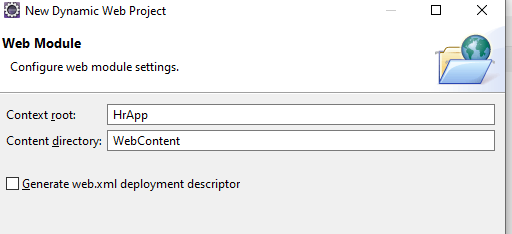 New Dynamic Web Project
Web Module
Configure web module settings.
Context root: HrApp
Content directory: WebContent
Generate web.xml deployment descriptor